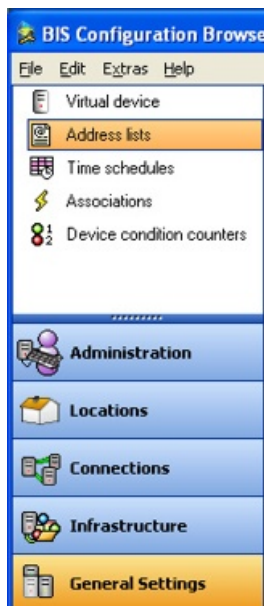 BIS Configuration Browse
File Edit Extras Help
Virtual device
Address lists
Time schedules
Associations
Device condition counters
Administration
Locations
Connections
Infrastructure
General Settings